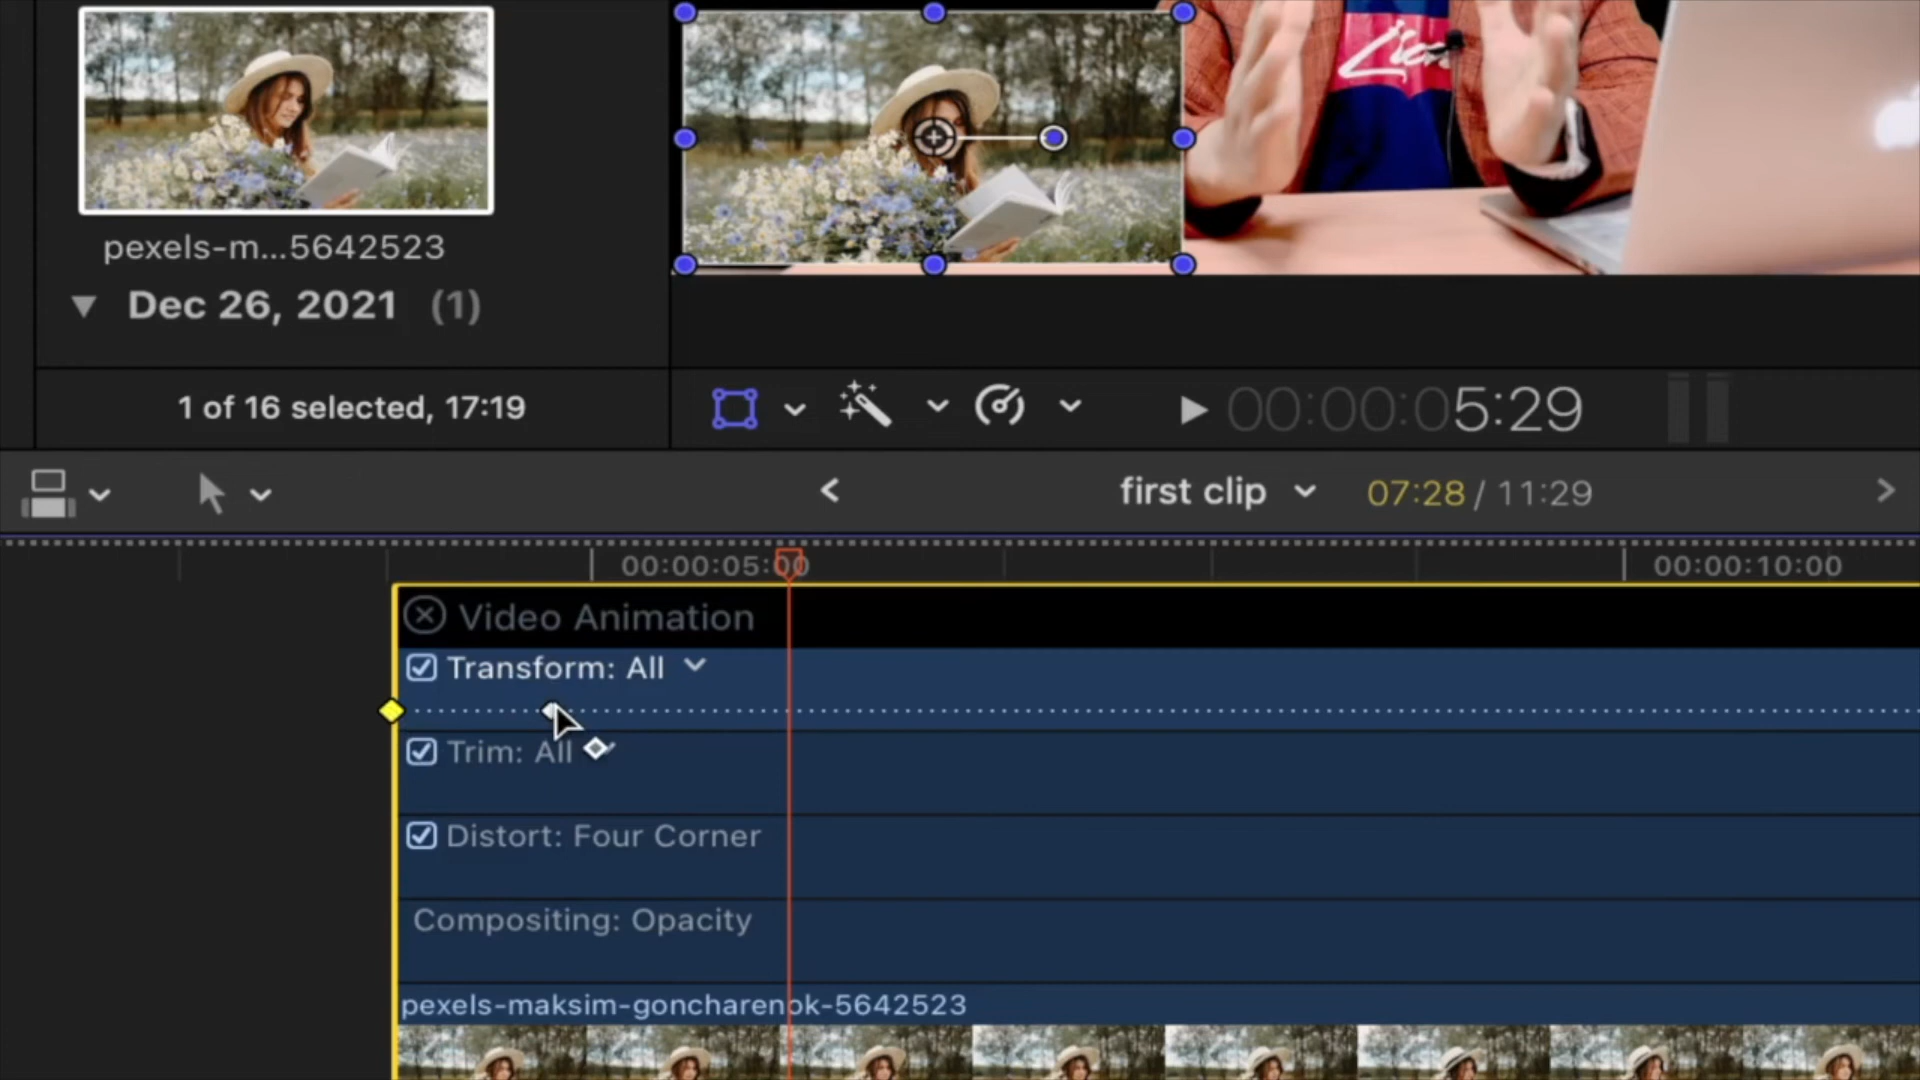 pexels-m...5642523
Dec 26, 2021 (1)
1 of 16 selected, 17:19
00:00:05:29
first clip
07:28 / 11:29
00:00:05:00
00:00:10:00
Video Animation
Transform: All
Trim: All
Distort: Four Corner
Compositing: Opacity
pexels-maksim-goncharenok-5642523